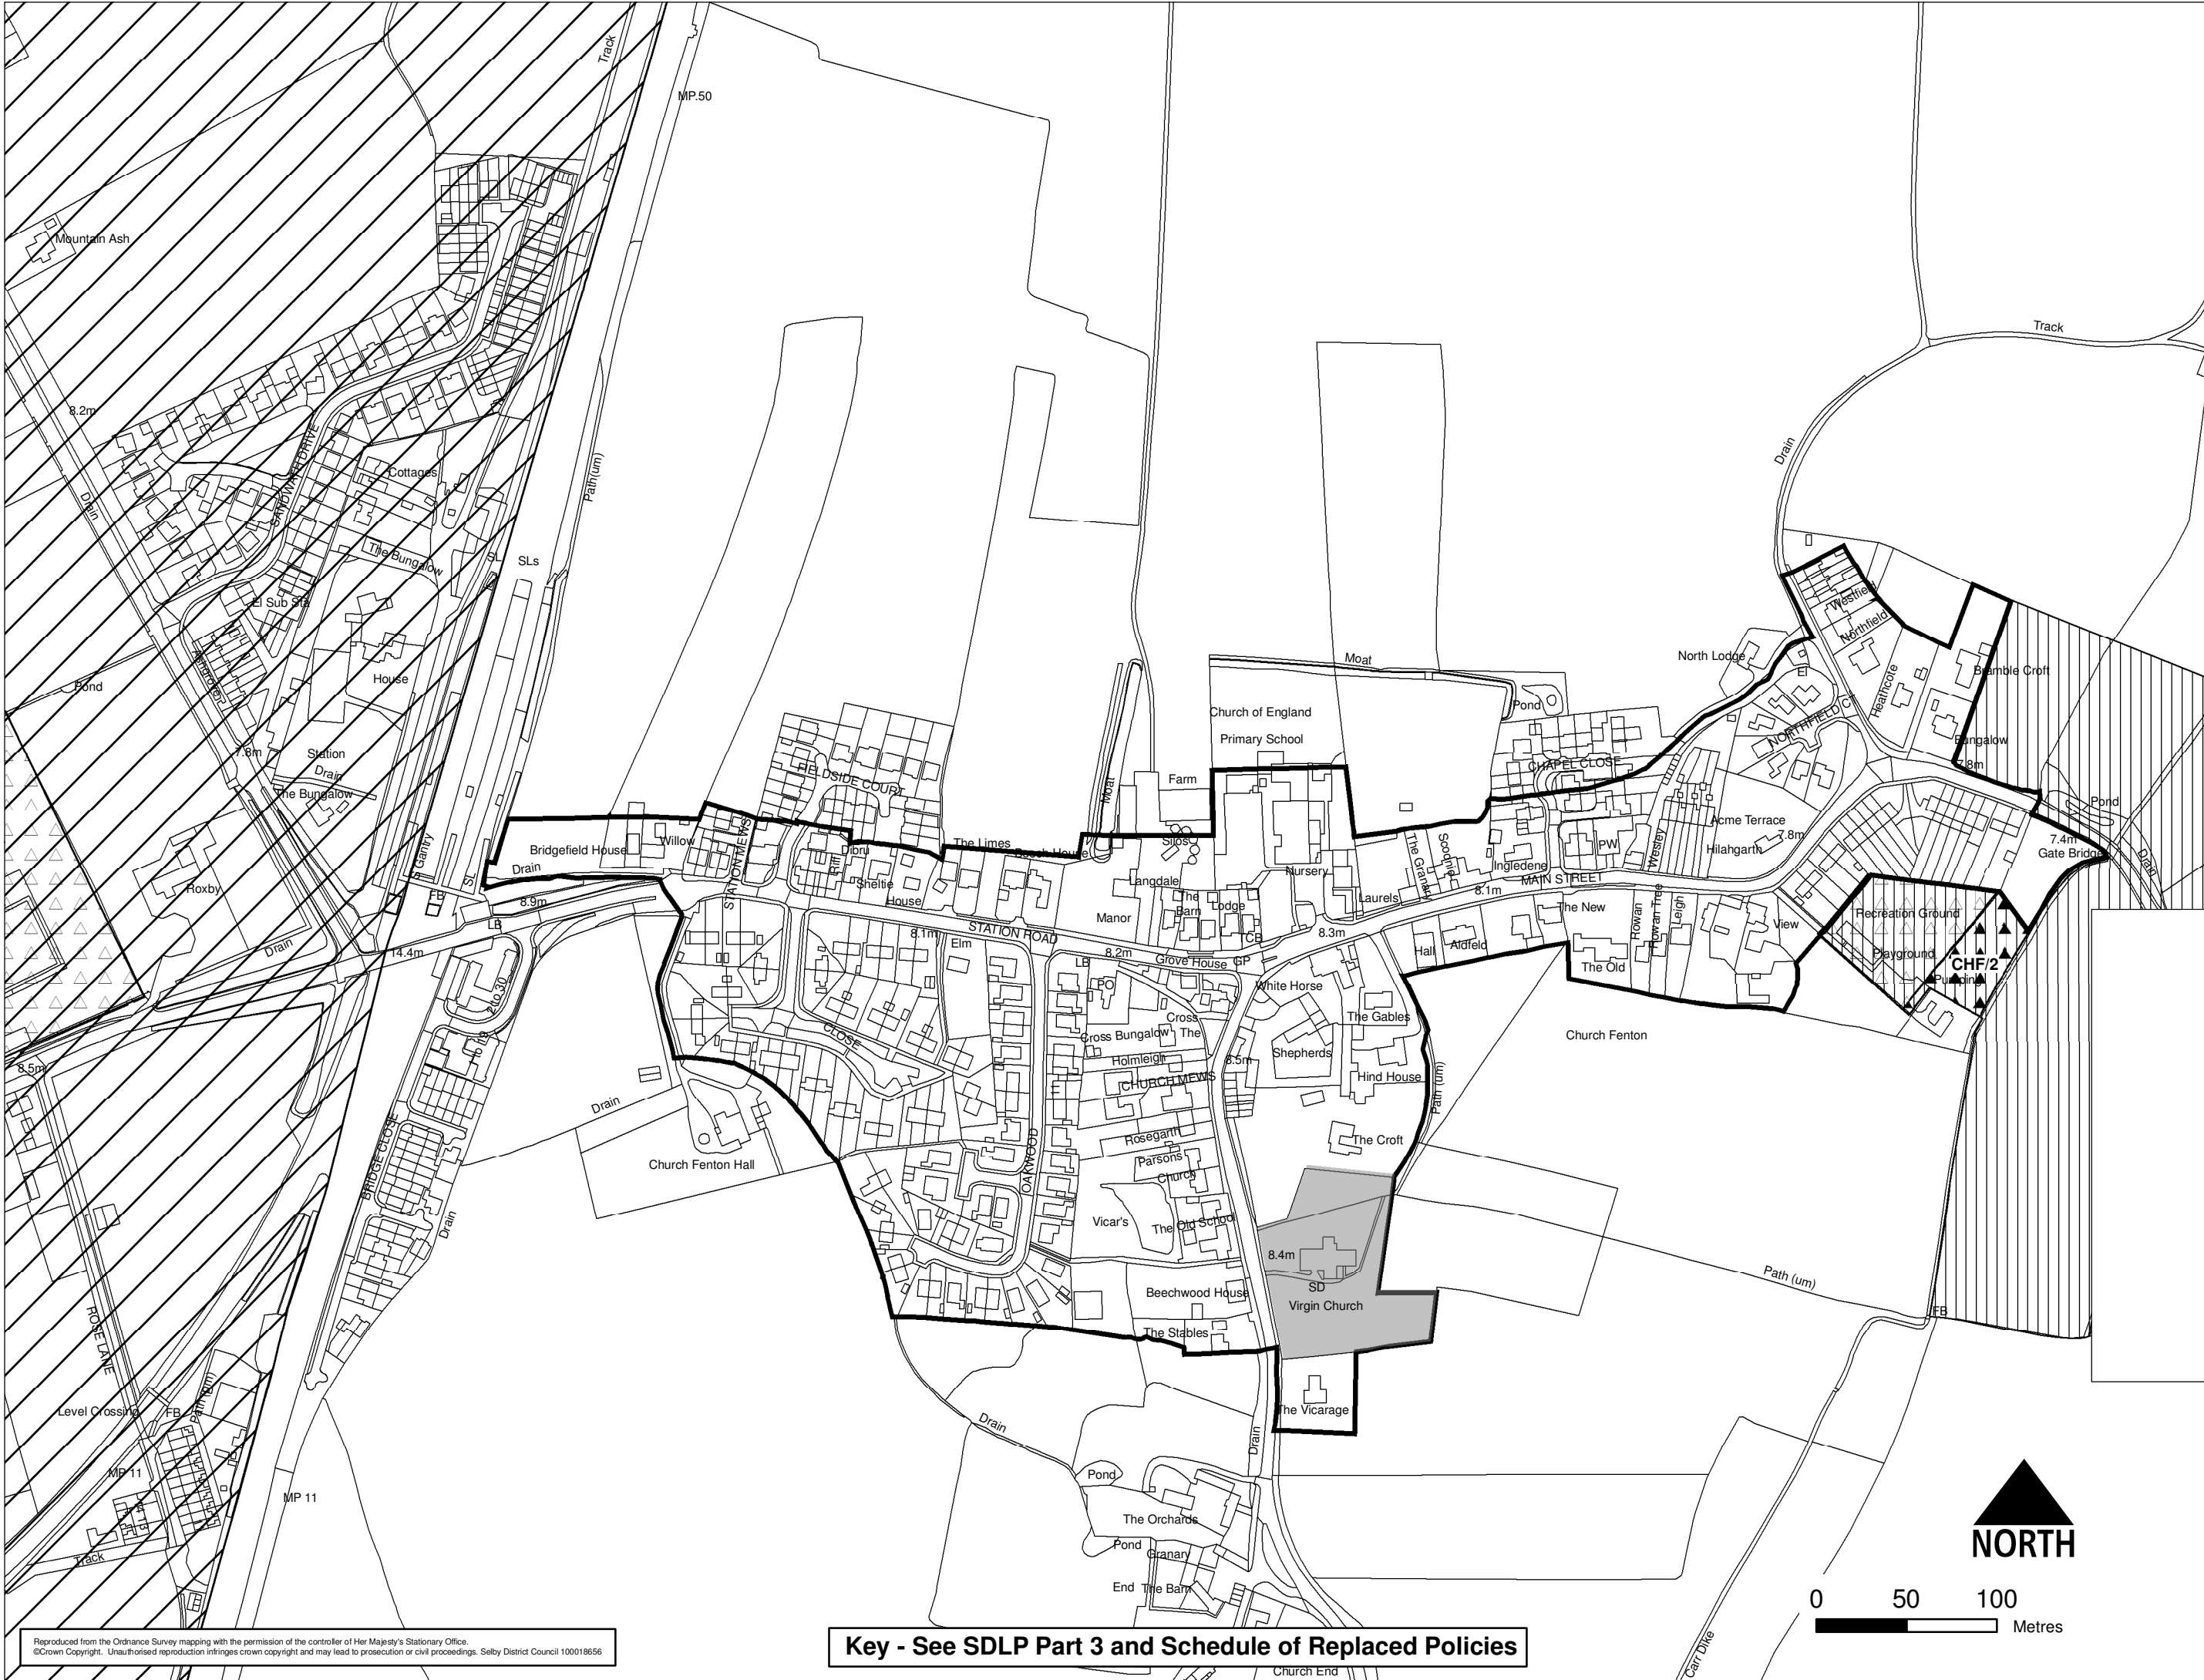 Track
MP.50
Mountain Ash
Track
8.2m
Drain
SANDWATH DRIVE
Cottages
Path(um)
Drain
The Bungalow
SL
SLs
El Sub Sta
Westfield
Northfield
Ashgrove
House
Pond
North Lodge
El
Moat
Bramble Croft
Heathcote
Pond
Church of England
Primary School
NORTHFIELD CT
Bungalow
7.8m
7.8m
Station
Drain
The Bungalow
FIELDSIDE COURT
Farm
Moat
CHAPEL CLOSE
Pond
Acme Terrace
7.8m
7.4m
Gate Bridge
Drain
Hilahgarth
Bridgefield House
Willow
STATION MEWS
Dibru
The Limes
Beech House
Silos
The Granary
PW
Westley
Ingledene
MAIN STREET
8.1m
S Gantry
SL
FB
Drain
Sheltie
House
Langdale
The
Barn
Lodge
Nursery
Laurels
Roxby
8.9m
LB
Manor
TCB
8.3m
The New
Rowan
Rowan Tree
Leigh
View
Recreation Ground
STATION ROAD
8.1m
Elm
8.2m
LB
Grove House
GP
Hall
Aldfeld
The Old
Playground
CHF/2
Drain
14.4m
PO
White Horse
2 to 30
Cross
The Gables
Cross Bungalow
The
Church Fenton
CLOSE
Holmleigh
Shepherds
8.5m
CHURCH MEWS
Hind House
8.5m
Path (um)
Drain
BRIDGE CLOSE
Church Fenton Hall
OAKWOOD
Rosegarth
Parsons
Church
The Croft
Vicar's
The Old School
Drain
8.4m
SD
Virgin Church
Path (um)
FB
Beechwood House
The Stables
ROSE LANE
Level Crossing
FB
Path (um)
The Vicarage
Drain
Drain
MP 11
MP 11
Pond
The Orchards
Pond
Granary
End
The Barn
Track
Church End
Carr Dike
NORTH
0 50 100
Metres
Reproduced from the Ordnance Survey mapping with the permission of the controller of Her Majesty's Stationary Office.
©Crown Copyright. Unauthorised reproduction infringes crown copyright and may lead to prosecution or civil proceedings. Selby District Council 100018656
Key - See SDLP Part 3 and Schedule of Replaced Policies